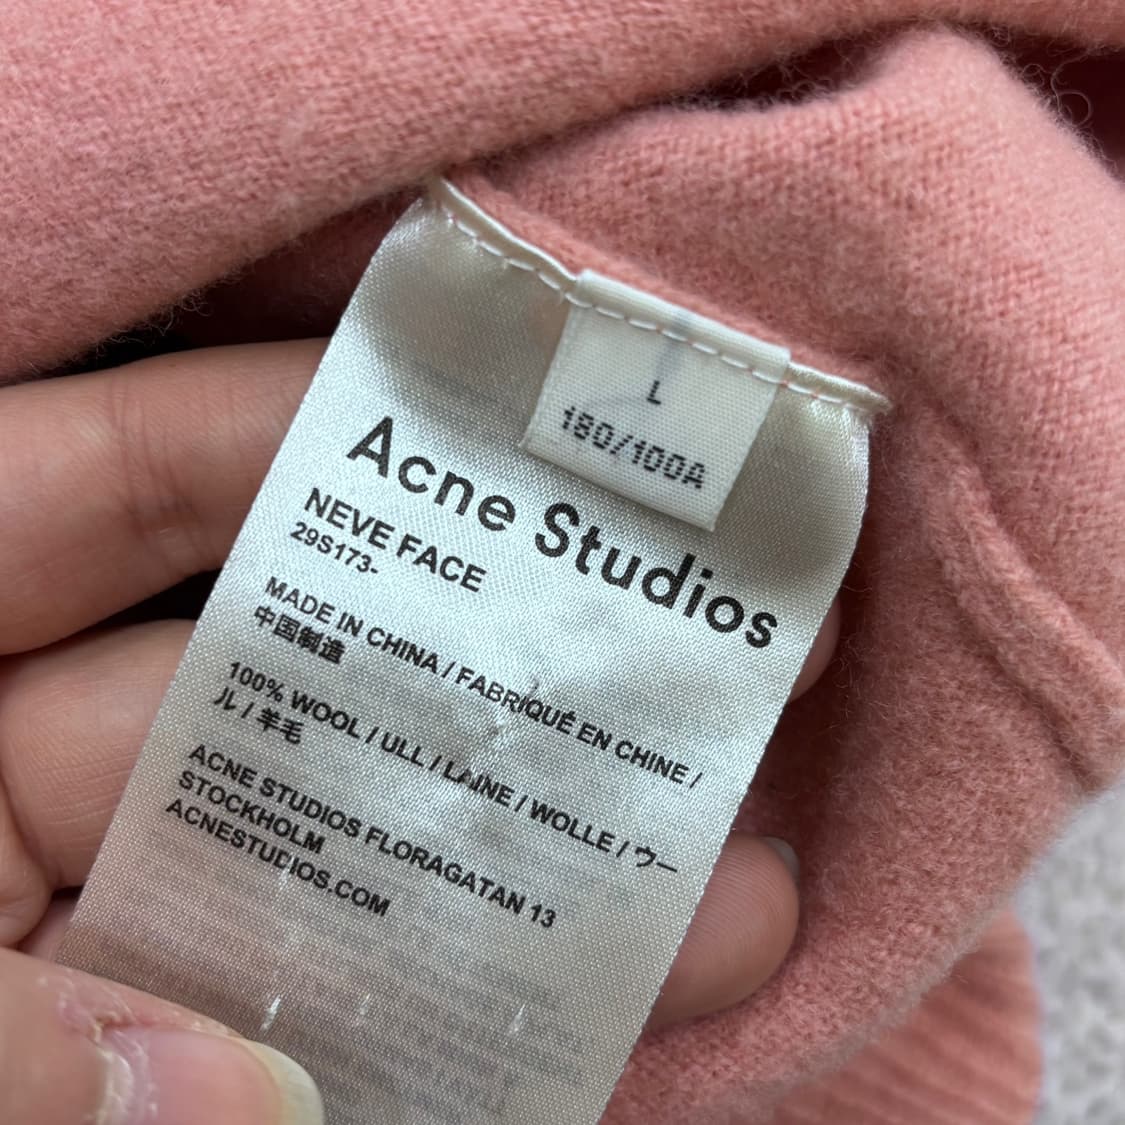 L
180/100A
Acne Studios
NEVE FACE
29S173-
MADE IN CHINA / FABRIQUÉ EN CHINE /
中国制造
100% WOOL / ULL / LAINE / WOLLE / ウー
ル / 羊毛
ACNE STUDIOS FLORAGATAN 13
STOCKHOLM
ACNESTUDIOS.COM